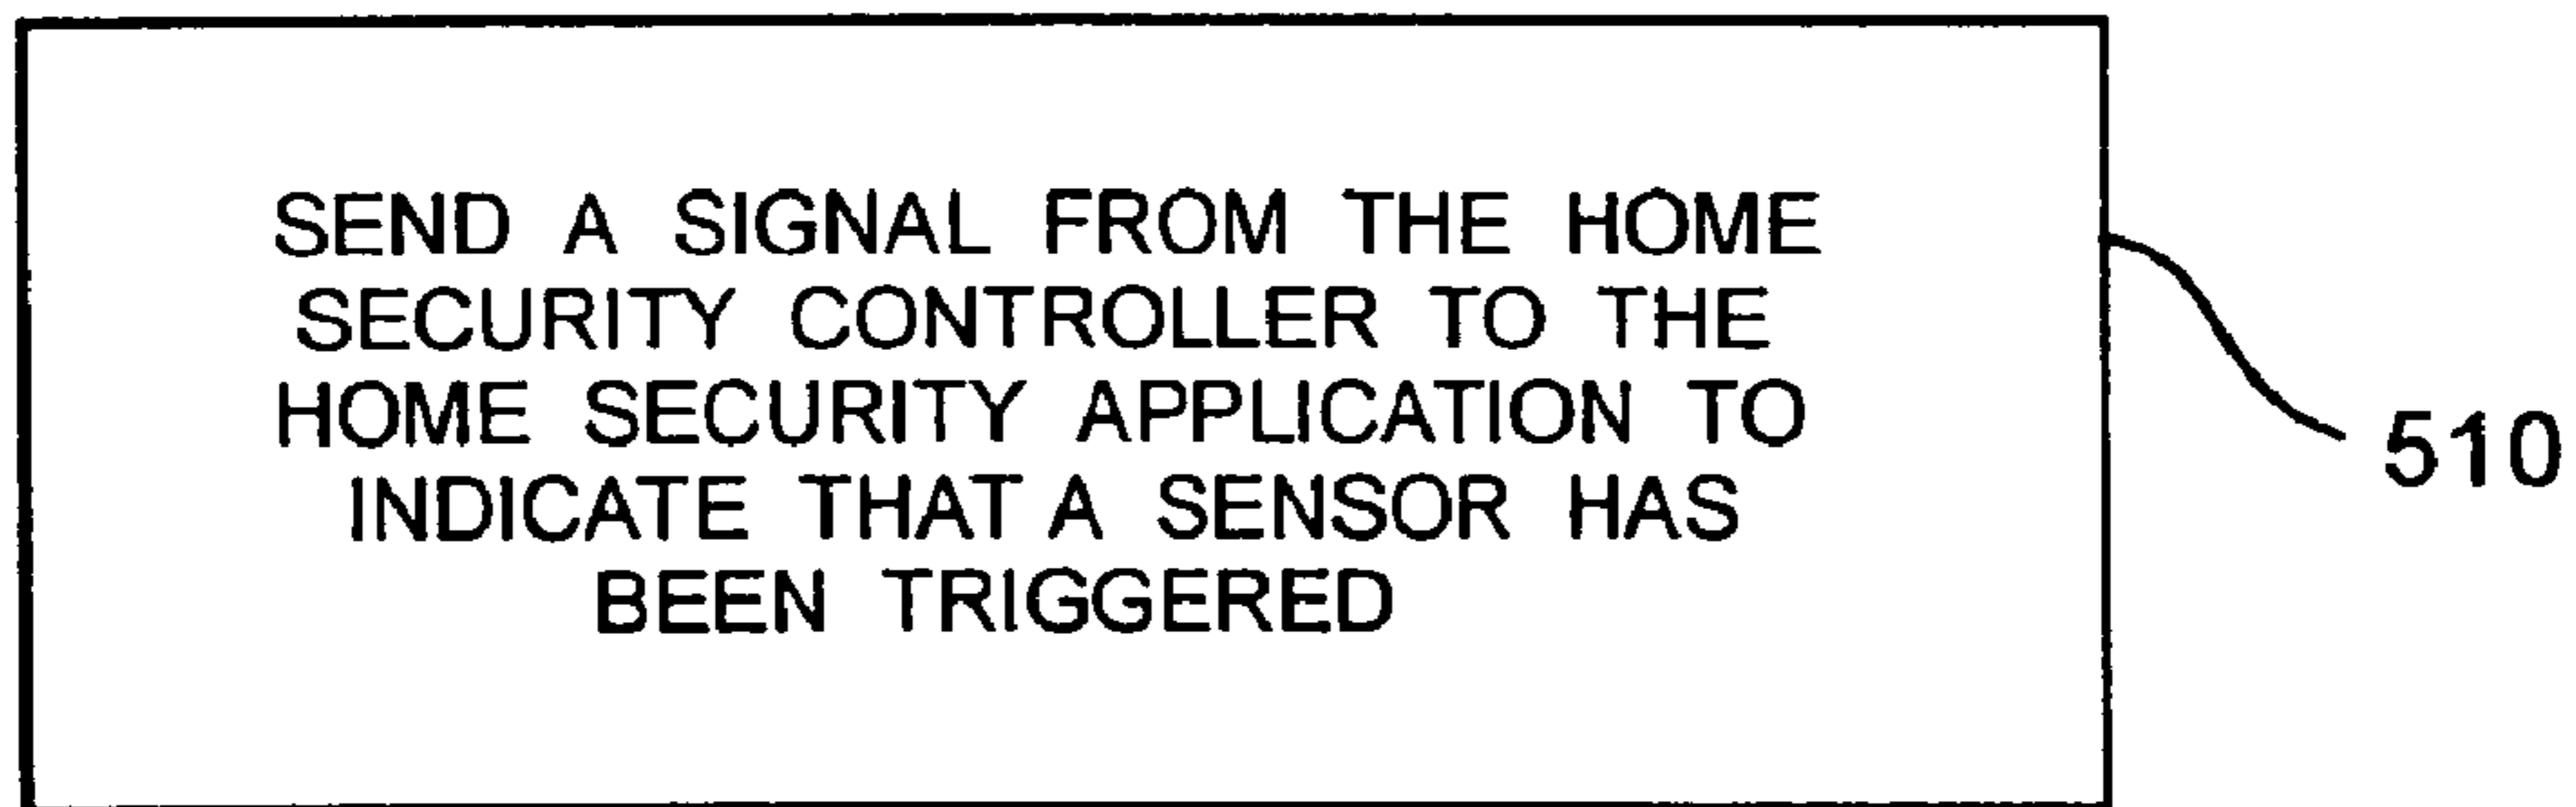 SEND A SIGNAL FROM THE HOME
SECURITY CONTROLLER TO THE
HOME SECURITY APPLICATION TO
INDICATE THAT A SENSOR HAS
BEEN TRIGGERED
510